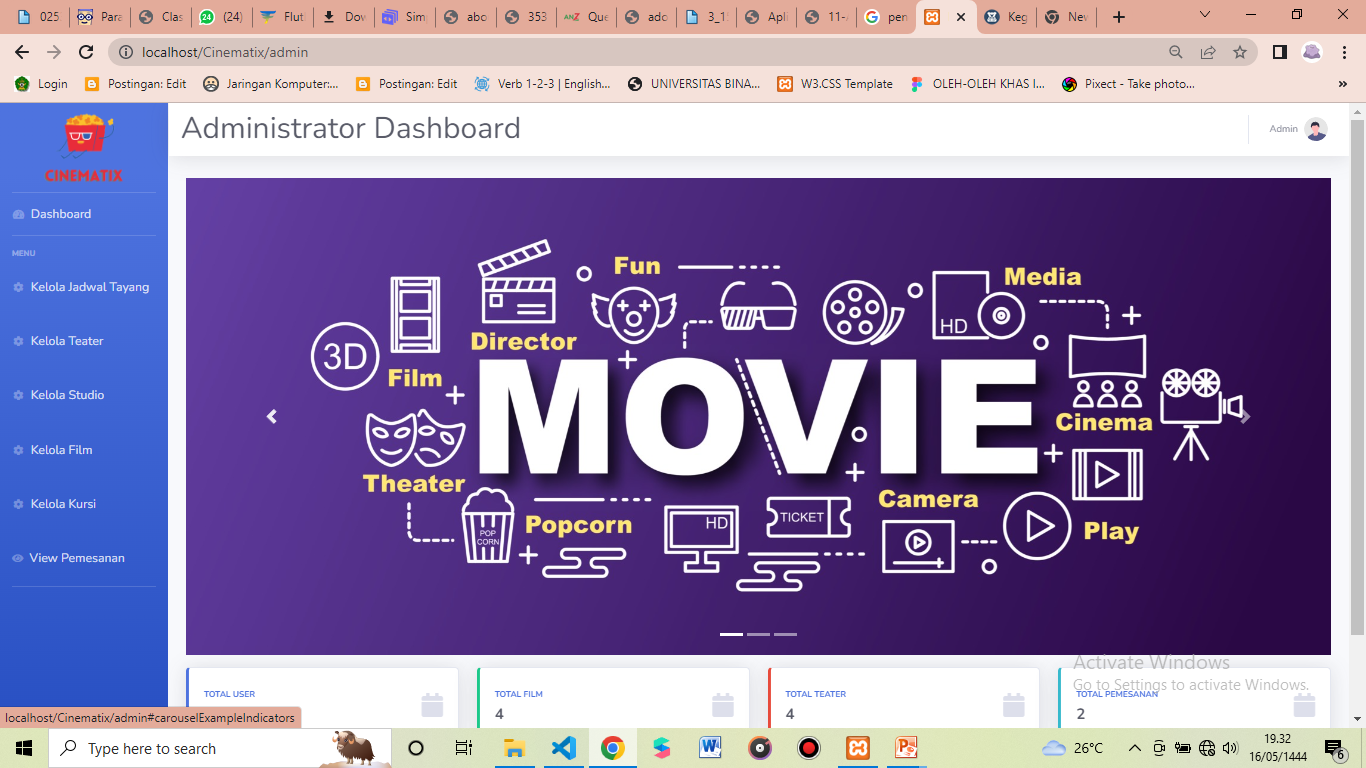 025
Para
Clas
(24)
Flut
Dow
Sim
abo
353
Que
ado
3_1
Apli
11-
pen
Keg
Nev
localhost/Cinematix/admin
Login
Postingan: Edit
Jaringan Komputer:...
Postingan: Edit
Verb 1-2-3 | English...
UNIVERSITAS BINA...
W3.CSS Template
OLEH-OLEH KHAS I...
Pixect - Take photo...
»
CINEMATIX
Administrator Dashboard
Admin
Dashboard
MENU
Kelola Jadwal Tayang
Kelola Teater
Kelola Studio
Kelola Film
Kelola Kursi
View Pemesanan
Fun
Media
HD
Director
3D
Film
MOVIE
Cinema
Theater
Camera
Popcorn
POP
CORN
HD
TICKET
Play
Activate Windows
Go to Settings to activate Windows.
TOTAL USER
TOTAL FILM
4
TOTAL TEATER
4
TOTAL PEMESANAN
2
localhost/Cinematix/admin#carouselExampleIndicators
Type here to search
26°C
19.32
16/05/1444
6